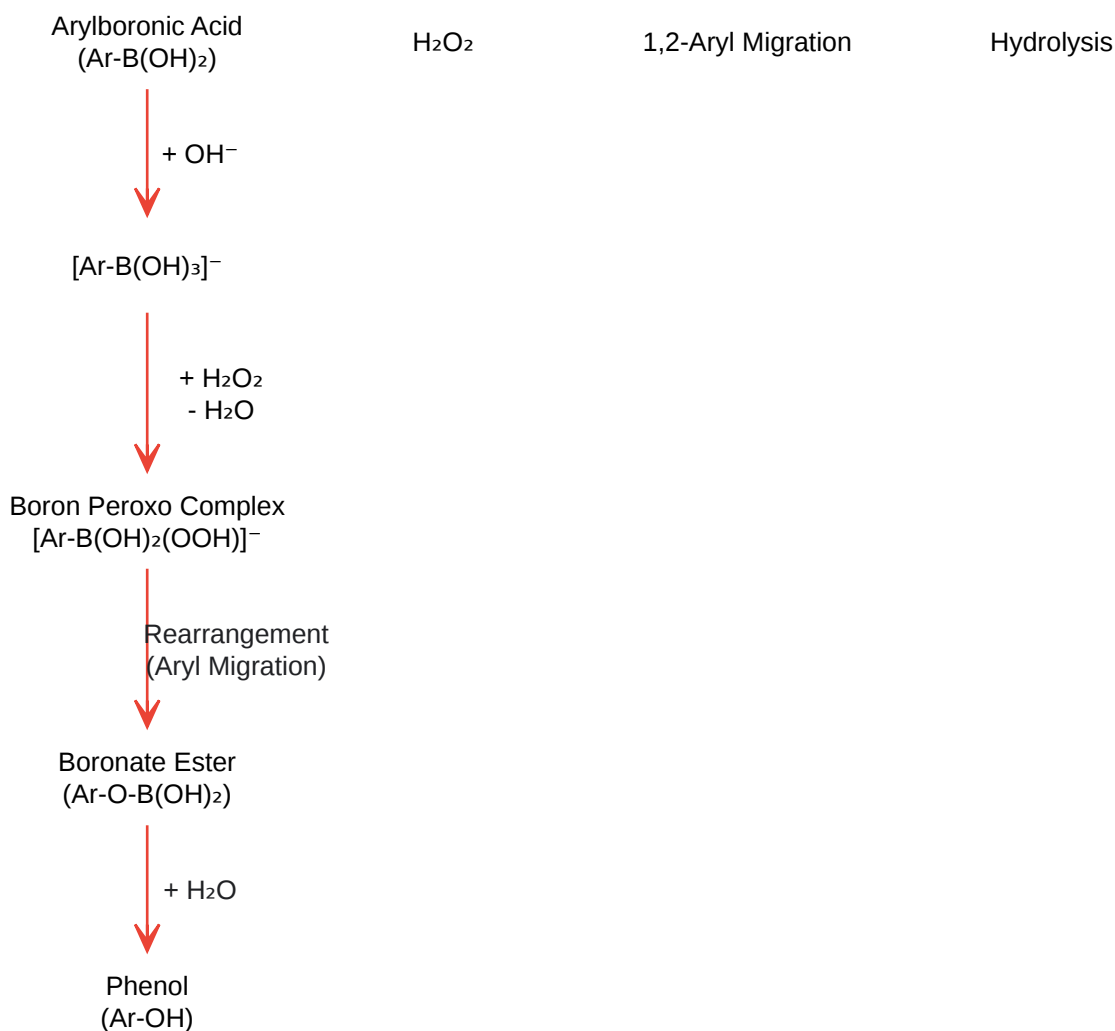 Arylboronic Acid
(Ar-B(OH)₂)
H₂O₂
1,2-Aryl Migration
Hydrolysis
+ OH⁻
[Ar-B(OH)₃]⁻
+ H₂O₂
- H₂O
Boron Peroxo Complex
[Ar-B(OH)₂(OOH)]⁻
Rearrangement
(Aryl Migration)
Boronate Ester
(Ar-O-B(OH)₂)
+ H₂O
Phenol
(Ar-OH)